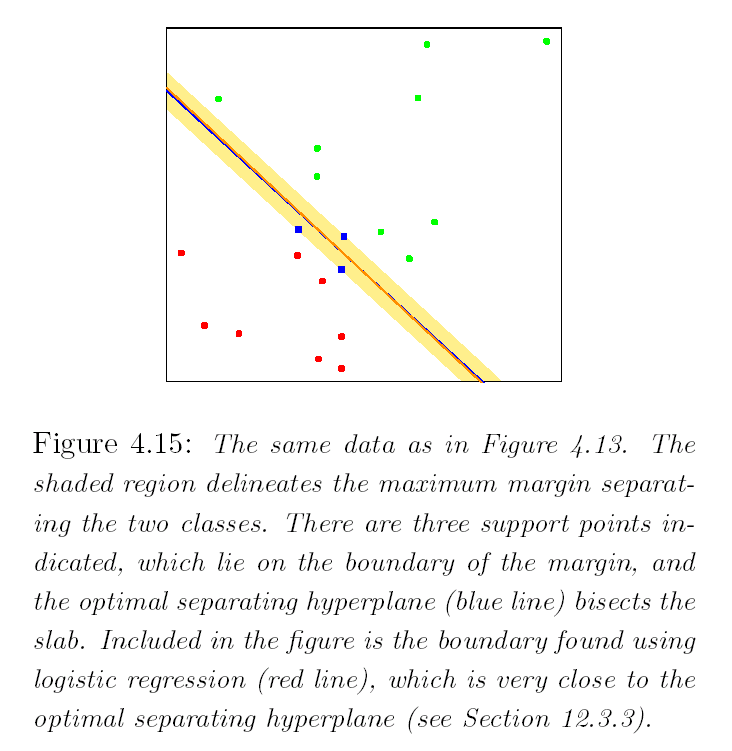 Figure 4.15: The same data as in Figure 4.13. The
shaded region delineates the maximum margin separat-
ing the two classes. There are three support points in-
dicated, which lie on the boundary of the margin, and
the optimal separating hyperplane (blue line) bisects the
slab. Included in the figure is the boundary found using
logistic regression (red line), which is very close to the
optimal separating hyperplane (see Section 12.3.3).